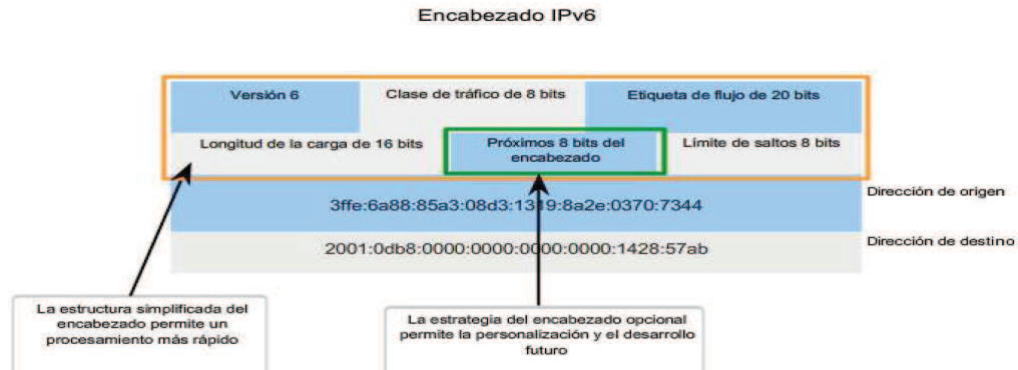 Encabezado IPv6
Versión 6
Clase de tráfico de 8 bits
Etiqueta de flujo de 20 bits
Longitud de la carga de 16 bits
Próximos 8 bits del
encabezado
Límite de saltos 8 bits
3ffe:6a88:85a3:08d3:1319:8a2e:0370:7344
Dirección de origen
2001:0db8:0000:0000:0000:0000:1428:57ab
Dirección de destino
La estructura simplificada del
encabezado permite un
procesamiento más rápido
La estrategia del encabezado opcional
permite la personalización y el desarrollo
futuro